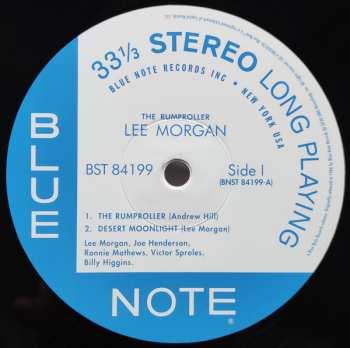 33 1/3 STEREO LONG PLAYING
BLUE NOTE RECORDS INC • NEW YORK USA
THE RUMPROLLER
LEE MORGAN
BST 84199
Side I
(BNST 84199-A)
1. THE RUMPROLLER (Andrew Hill)
2. DESERT MOONLIGHT (Lee Morgan)
Lee Morgan, Joe Henderson,
Ronnie Mathews, Victor Sproles,
Billy Higgins.
BLUE
NOTE
®